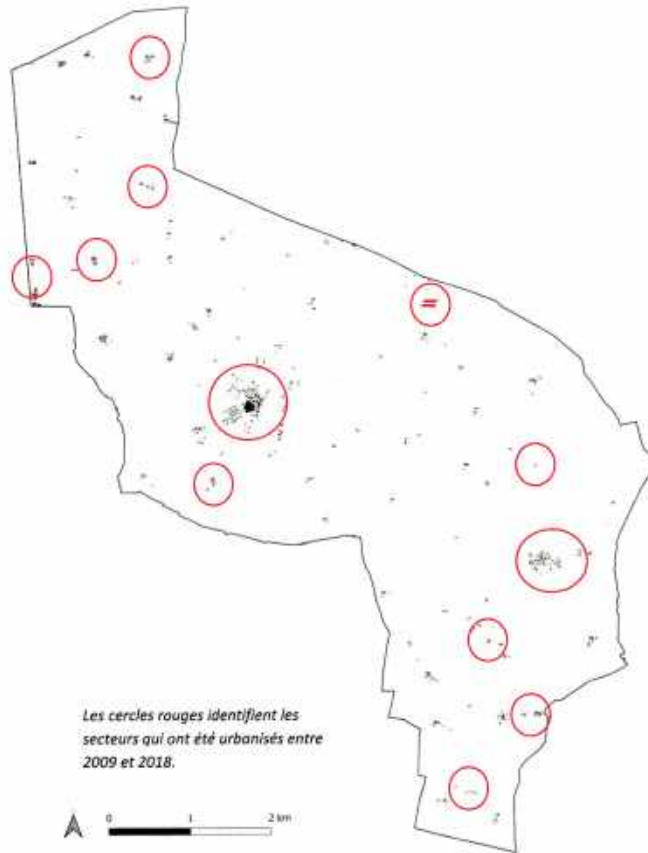 Les cercles rouges identifient les
secteurs qui ont été urbanisés entre
2009 et 2018.
0 1 2 km